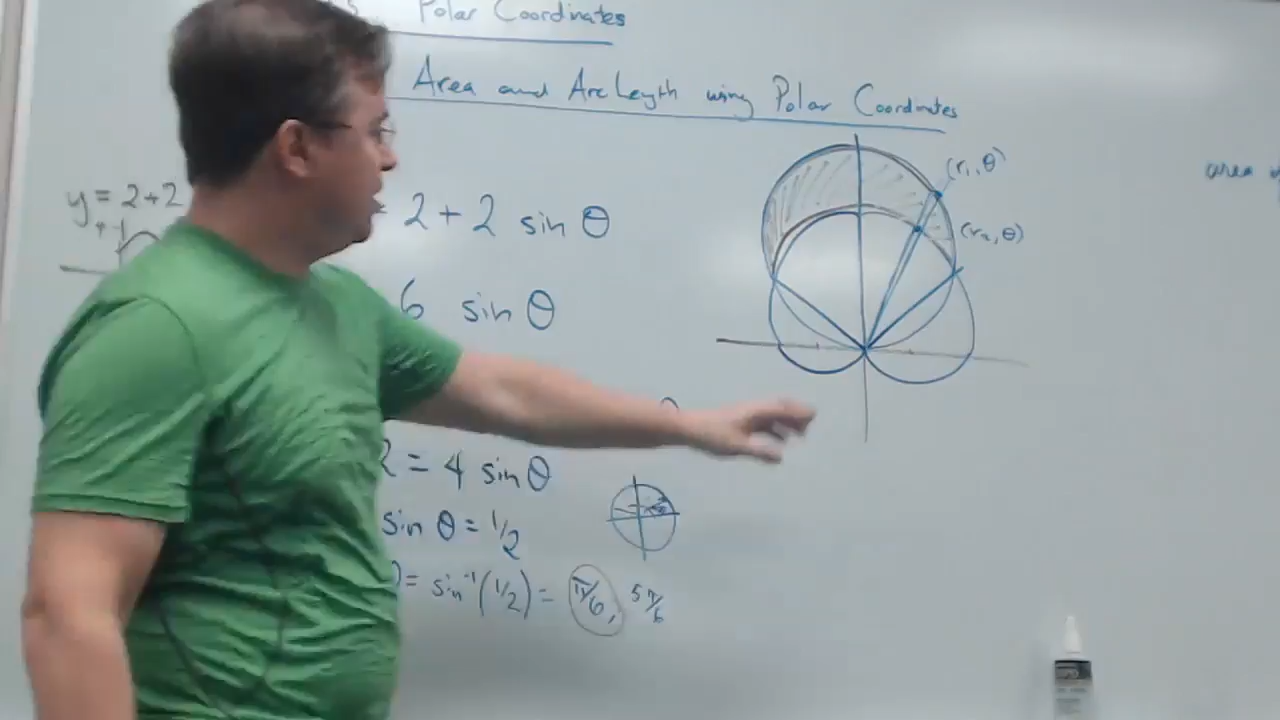 Polar Coordinates
Area and Arc Length using Polar Coordinates
(r₁, θ)
area
y = 2+2
= 2 + 2 sin θ
(r₂, θ)
6 sin θ
2 = 4 sin θ
sin θ = 1/2
= sin⁻¹(1/2) = π/6, 5π/6